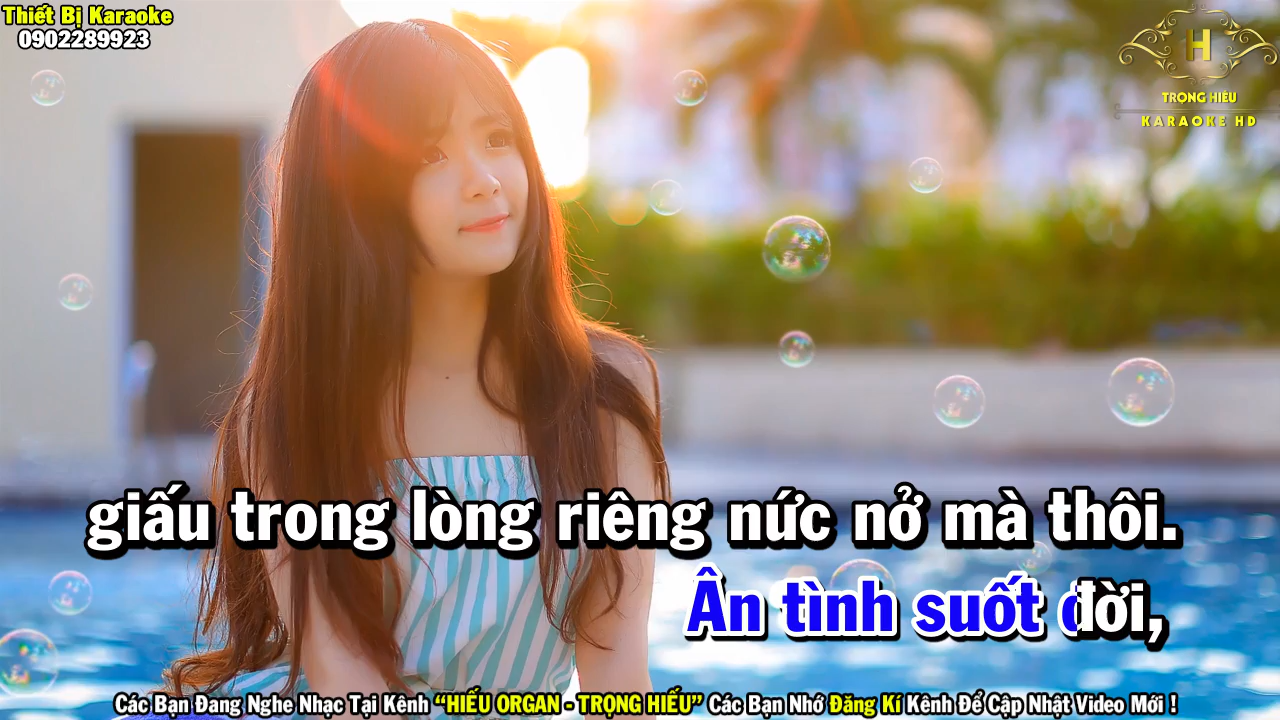 Thiết Bị Karaoke
0902289923
H
TRỌNG HIẾU
KARAOKE HD
giấu trong lòng riêng nức nở mà thôi.
Ân tình suốt đời,
Các Bạn Đang Nghe Nhạc Tại Kênh “HIẾU ORGAN - TRỌNG HIẾU” Các Bạn Nhớ Đăng Kí Kênh Để Cập Nhật Video Mới !